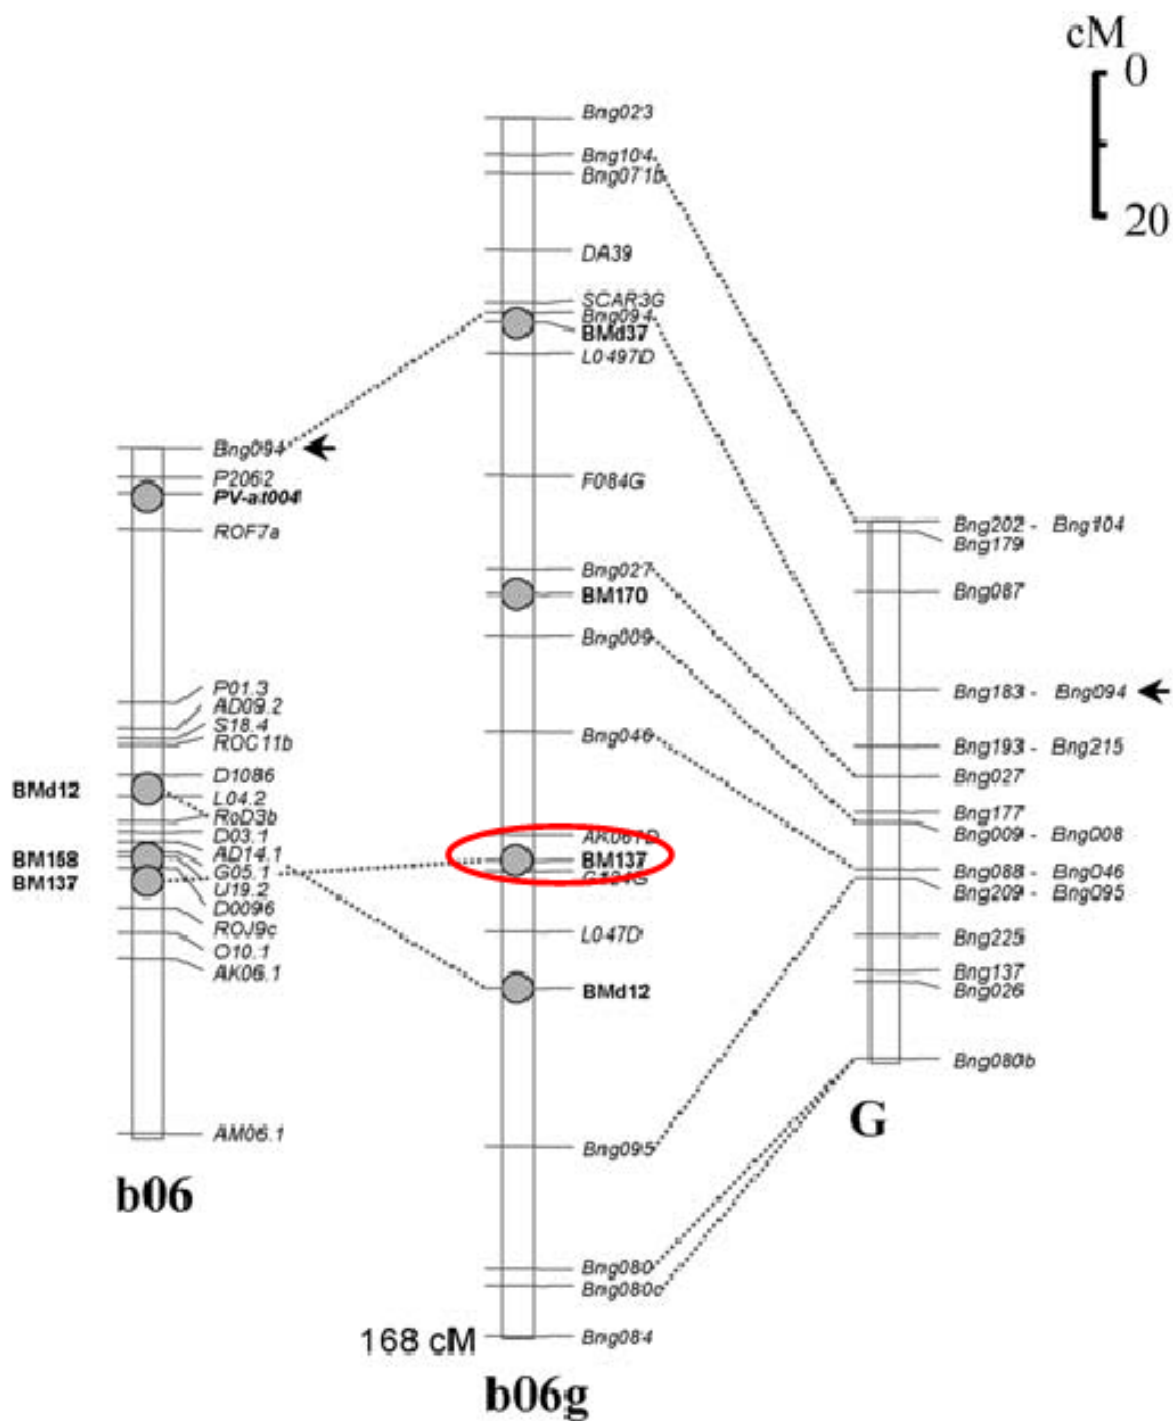 cM
0
20
Bng023
Bng104
Bng071b
DA39
SCAR3G
Bng094
BMd37
L0497D
F084G
Bng027
BM170
Bng009
Bng046
AK061D
BM137
L047D
BMd12
Bng095
Bng080
Bng080c
Bng084
168 cM
b06g
Bng094
P2062
PV-at004
ROF7a
P01.3
AD09.2
S18.4
ROC11b
D1086
BMd12
L04.2
RoD3b
D03.1
AD14.1
BM158
G05.1
BM137
U19.2
D0096
ROJ9c
O10.1
AK06.1
AM06.1
b06
Bng202 - Bng104
Bng179
Bng087
Bng183 - Bng094
Bng193 - Bng215
Bng027
Bng177
Bng009 - Bng008
Bng088 - Bng046
Bng209 - Bng095
Bng225
Bng137
Bng026
Bng080b
G